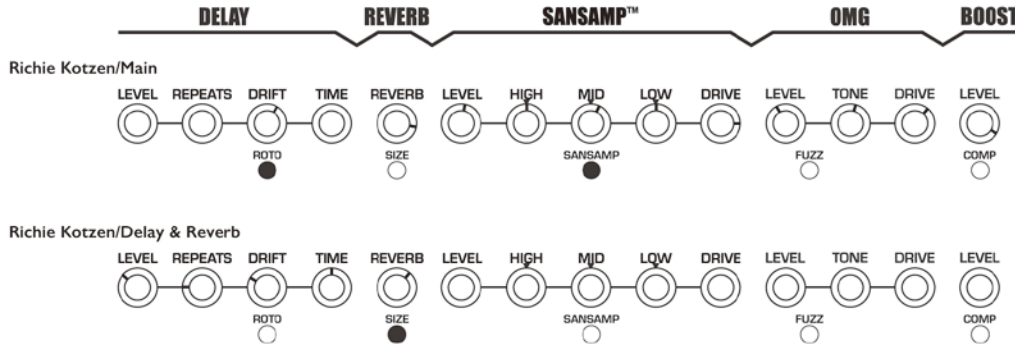 DELAY REVERB SANSAMP™ OMG BOOST
Richie Kotzen/Main
LEVEL REPEATS DRIFT TIME REVERB LEVEL HIGH MID LOW DRIVE LEVEL TONE DRIVE LEVEL
ROTO SIZE SANSAMP FUZZ COMP
Richie Kotzen/Delay & Reverb
LEVEL REPEATS DRIFT TIME REVERB LEVEL HIGH MID LOW DRIVE LEVEL TONE DRIVE LEVEL
ROTO SIZE SANSAMP FUZZ COMP